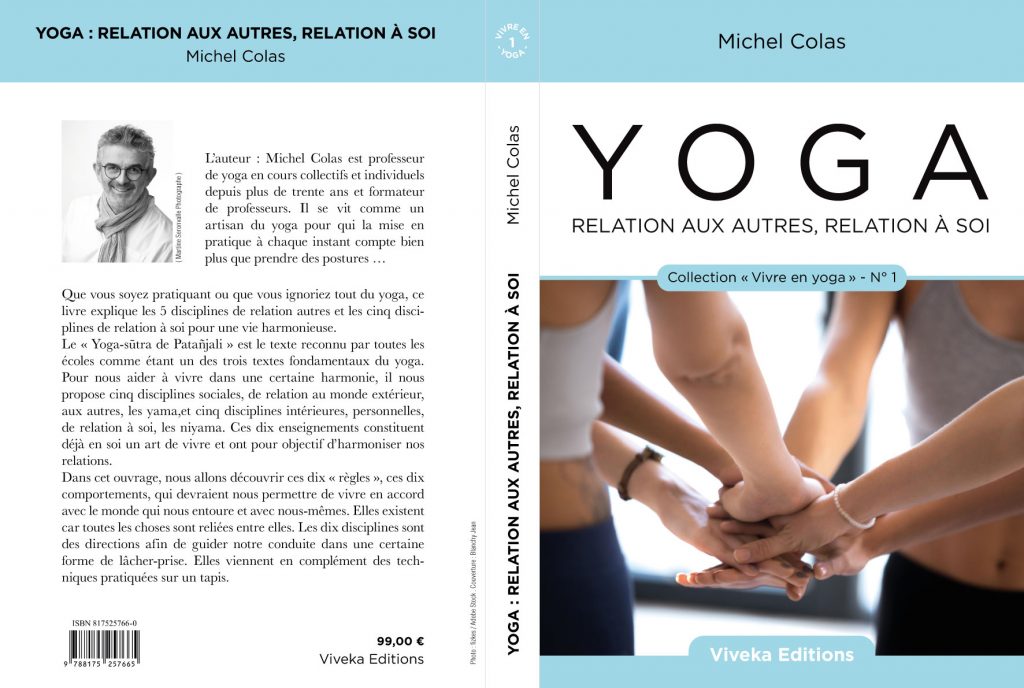 YOGA : RELATION AUX AUTRES, RELATION À SOI
Michel Colas
( Martine Seronnalle Photographe )
L’auteur : Michel Colas est professeur
de yoga en cours collectifs et individuels
depuis plus de trente ans et formateur
de professeurs. Il se vit comme un
artisan du yoga pour qui la mise en
pratique à chaque instant compte bien
plus que prendre des postures …
Que vous soyez pratiquant ou que vous ignoriez tout du yoga, ce
livre explique les 5 disciplines de relation autres et les cinq disci-
plines de relation à soi pour une vie harmonieuse.
Le « Yoga-sūtra de Patañjali » est le texte reconnu par toutes les
écoles comme étant un des trois textes fondamentaux du yoga.
Pour nous aider à vivre dans une certaine harmonie, il nous
propose cinq disciplines sociales, de relation au monde extérieur,
aux autres, les yama,et cinq disciplines intérieures, personnelles,
de relation à soi, les niyama. Ces dix enseignements constituent
déjà en soi un art de vivre et ont pour objectif d’harmoniser nos
relations.
Dans cet ouvrage, nous allons découvrir ces dix « règles », ces dix
comportements, qui devraient nous permettre de vivre en accord
avec le monde qui nous entoure et avec nous-mêmes. Elles existent
car toutes les choses sont reliées entre elles. Les dix disciplines sont
des directions afin de guider notre conduite dans une certaine
forme de lâcher-prise. Elles viennent en complément des tech-
niques pratiquées sur un tapis.
ISBN 817525766-0
9 788175 257665
99,00 €
Viveka Editions
Photo : fizkes / Adobe Stock - Couverture : Blanchy Jean
VIVRE EN
1
YOGA
Michel Colas
YOGA : RELATION AUX AUTRES, RELATION À SOI
Michel Colas
YOGA
RELATION AUX AUTRES, RELATION À SOI
Collection « Vivre en yoga » - N° 1
Viveka Editions